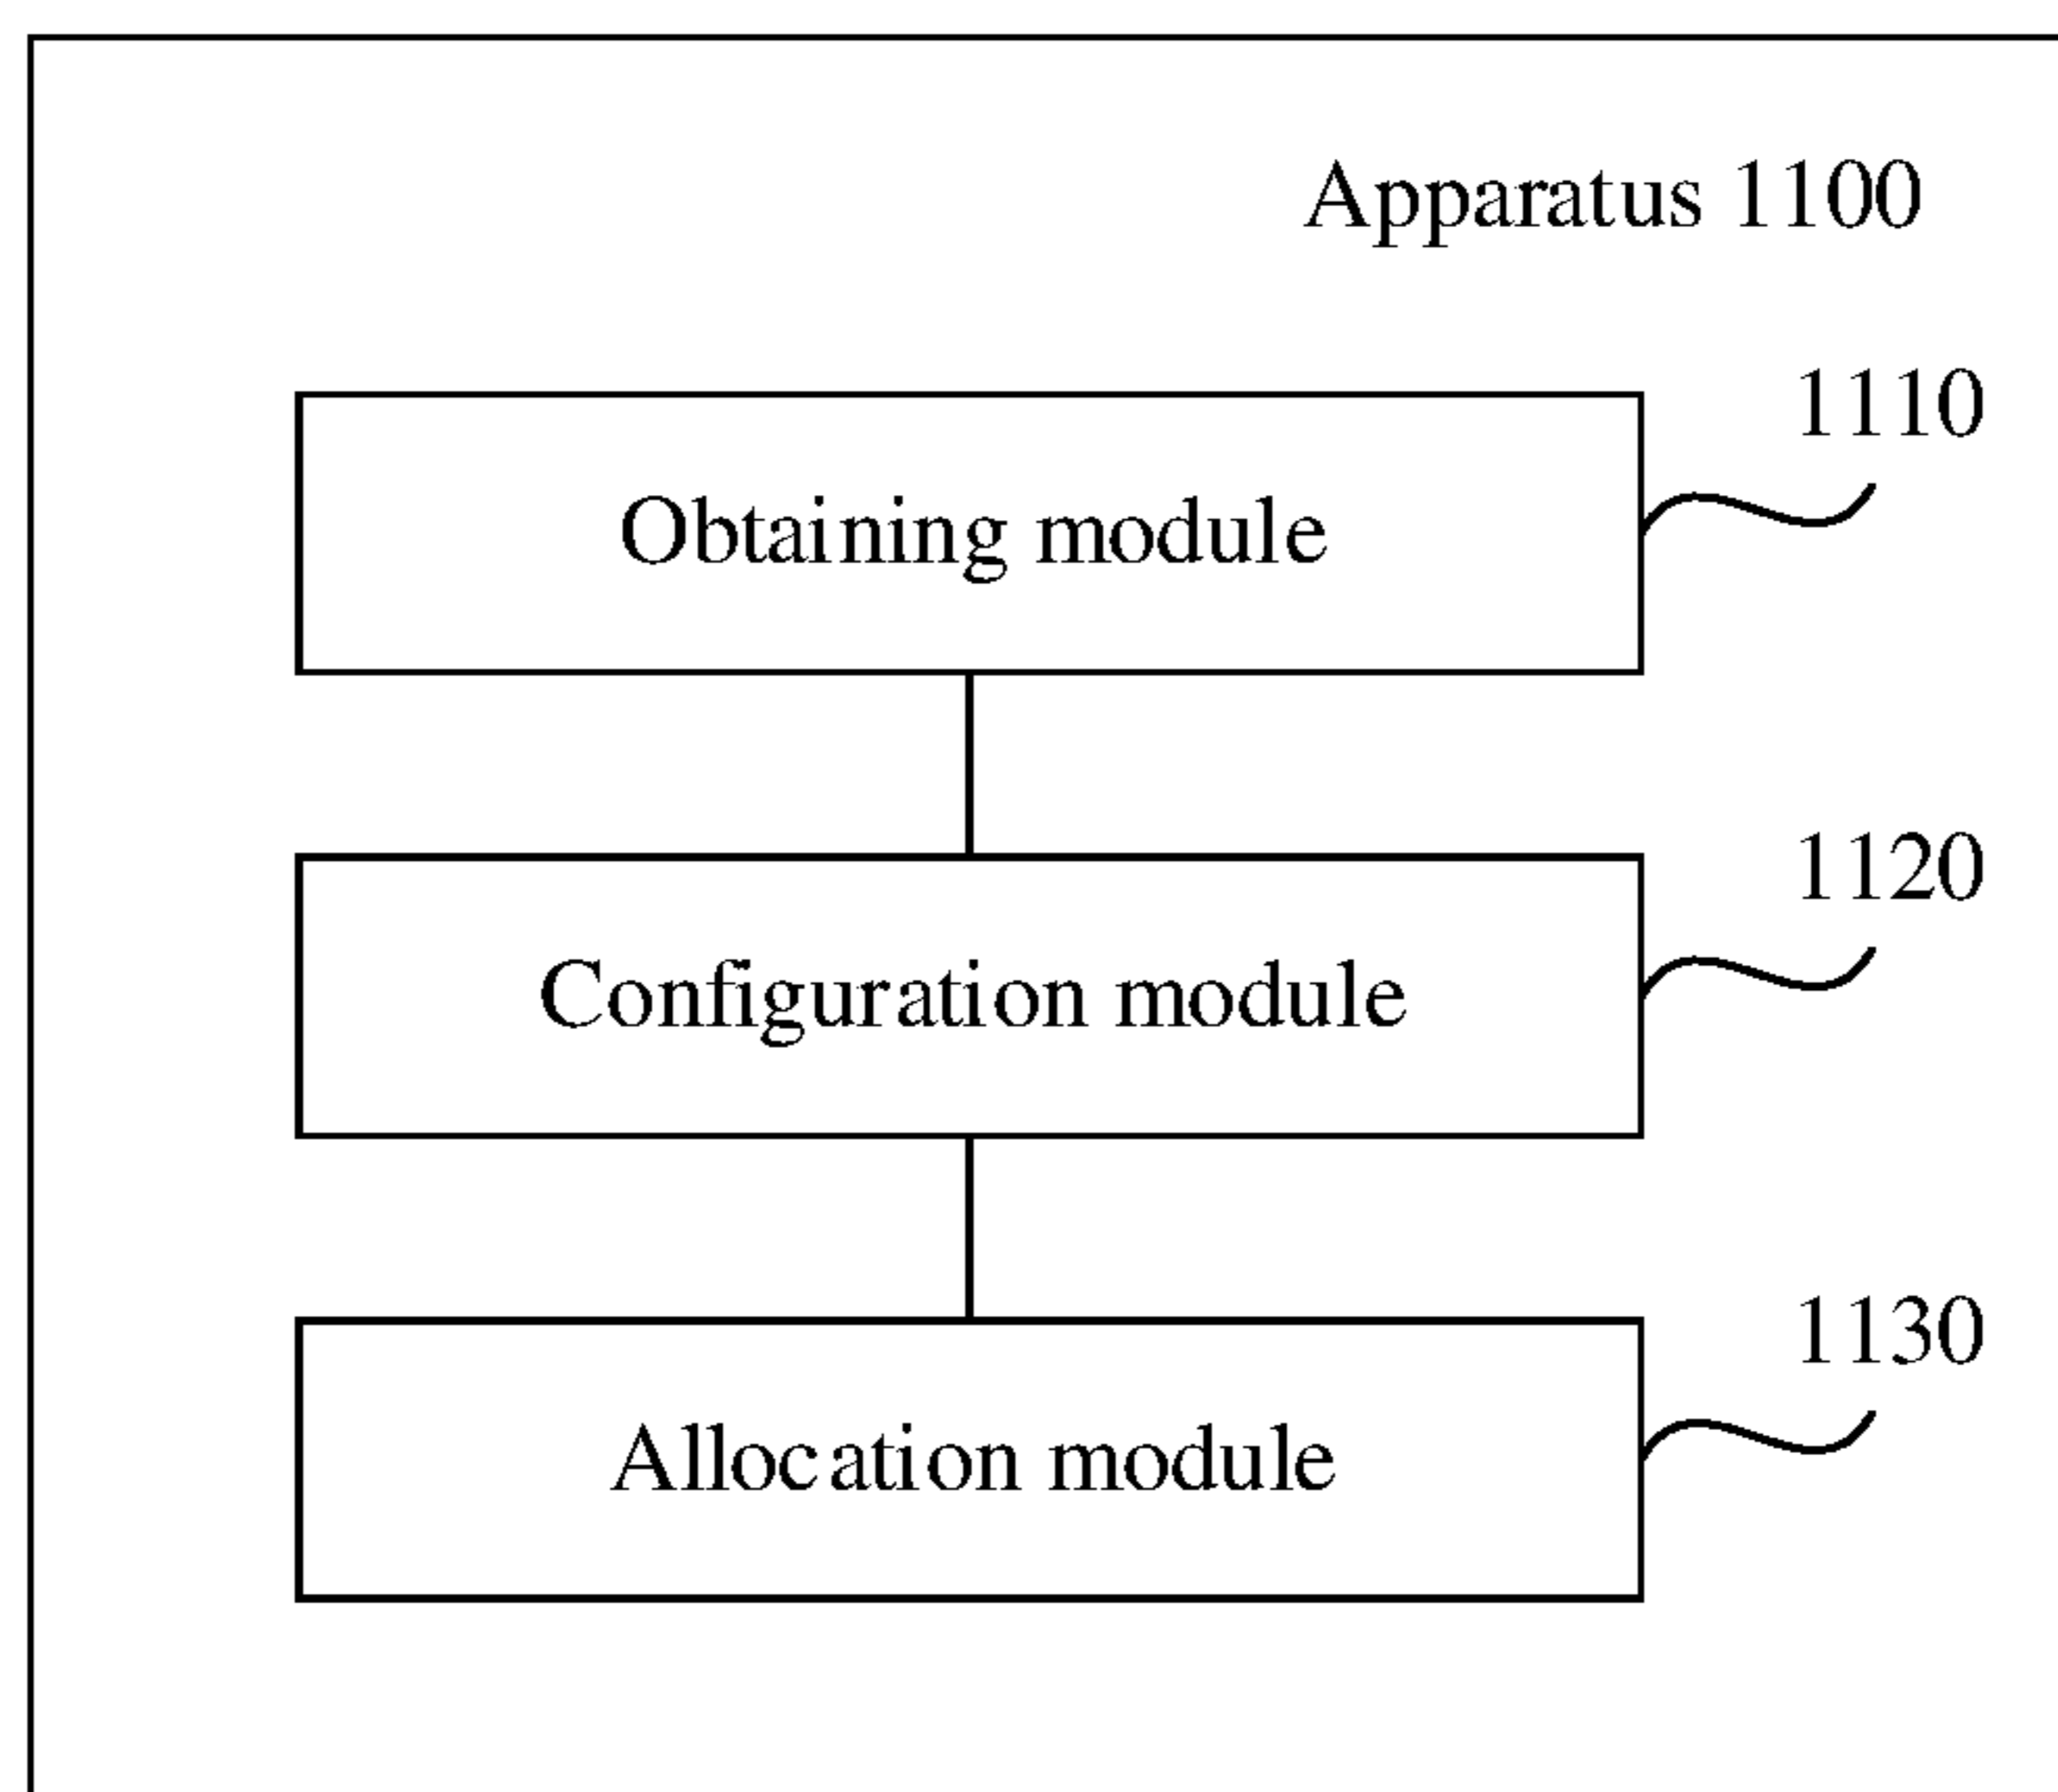 Apparatus 1100
1110
Obtaining module
1120
Configuration module
1130
Allocation module